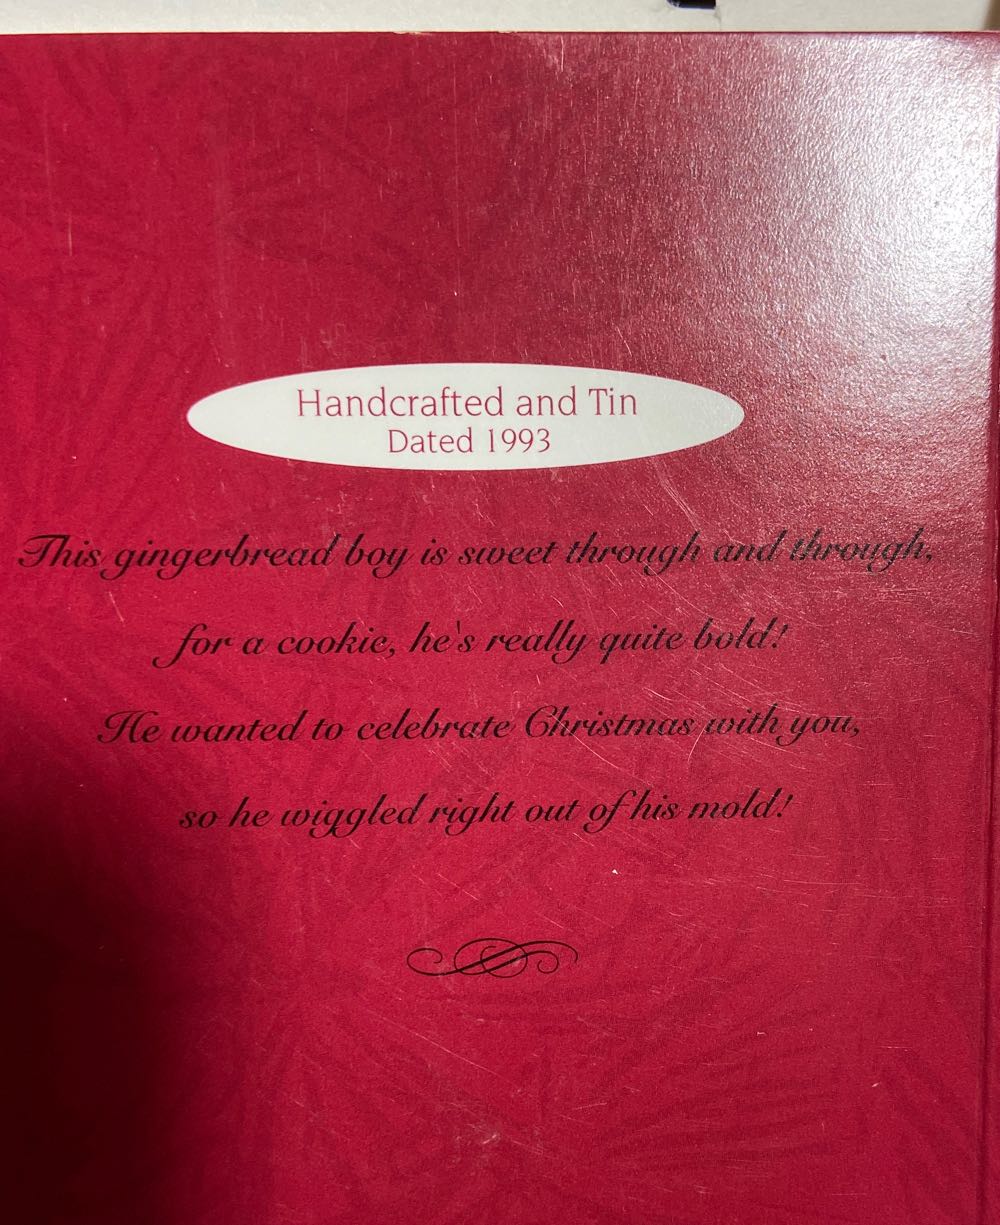 Handcrafted and Tin
Dated 1993
This gingerbread boy is sweet through and through,
for a cookie, he's really quite bold!
He wanted to celebrate Christmas with you,
so he wiggled right out of his mold!